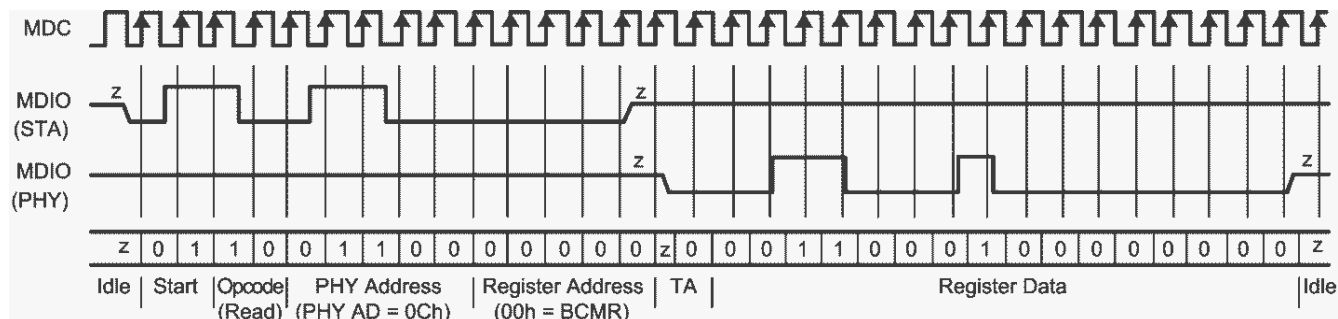 MDC
z
MDIO
(STA)
z
MDIO
(PHY)
z
z
z 0 1 1 0 0 1 1 0 0 0 0 0 0 0 z 0 0 0 1 1 0 0 0 1 0 0 0 0 0 0 0 0 z
Idle Start Opcode PHY Address Register Address TA Register Data Idle
(Read) (PHY AD = 0Ch) (00h = BCMR)